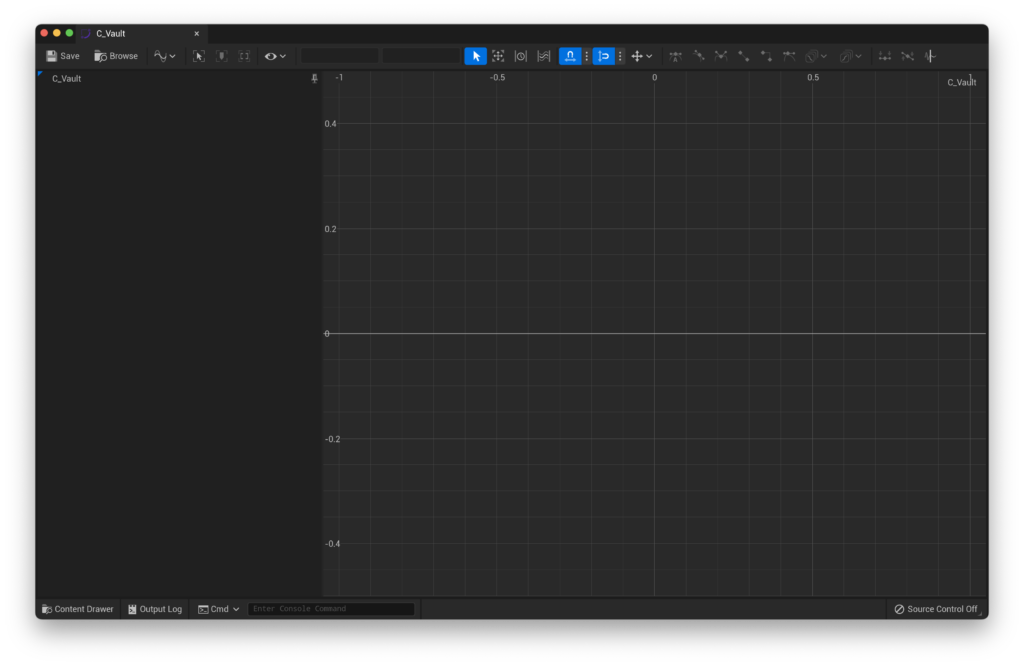 C_Vault
Save Browse
C_Vault
-1 -0.5 0 0.5 1
C_Vault
0.4
0.2
0
-0.2
-0.4
Content Drawer Output Log Cmd Enter Console Command Source Control Off